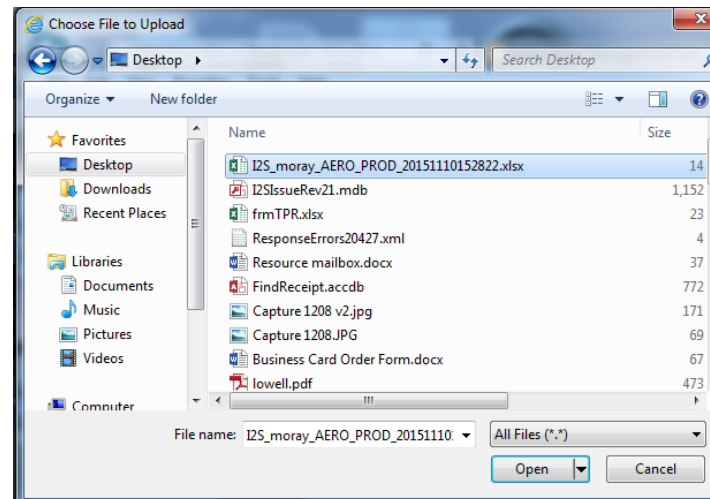 Choose File to Upload
Desktop
Search Desktop
Organize New folder
Favorites
Desktop
Downloads
Recent Places
Libraries
Documents
Music
Pictures
Videos
Computer
Name Size
I2S_moray_AERO_PROD_20151110152822.xlsx 14
I2SIssueRev21.mdb 1,152
frmTPR.xlsx 23
ResponseErrors20427.xml 4
Resource mailbox.docx 37
FindReceipt.accdb 772
Capture 1208 v2.jpg 171
Capture 1208.JPG 69
Business Card Order Form.docx 67
lowell.pdf 473
File name: I2S_moray_AERO_PROD_20151110 All Files (*.*)
Open Cancel